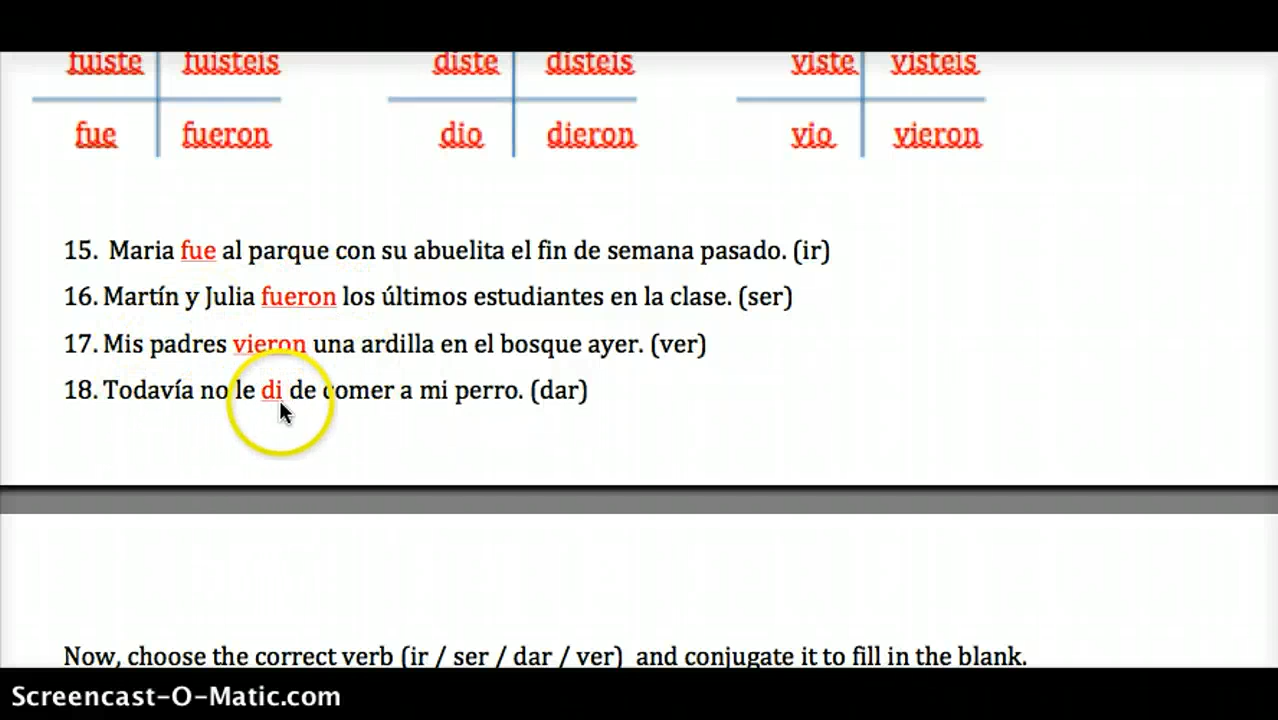 fuiste fuisteis diste disteis viste visteis
fue fueron dio dieron vio vieron
15. Maria fue al parque con su abuelita el fin de semana pasado. (ir)
16. Martín y Julia fueron los últimos estudiantes en la clase. (ser)
17. Mis padres vieron una ardilla en el bosque ayer. (ver)
18. Todavía no le di de comer a mi perro. (dar)
Now, choose the correct verb (ir / ser / dar / ver) and conjugate it to fill in the blank.
Screencast-O-Matic.com